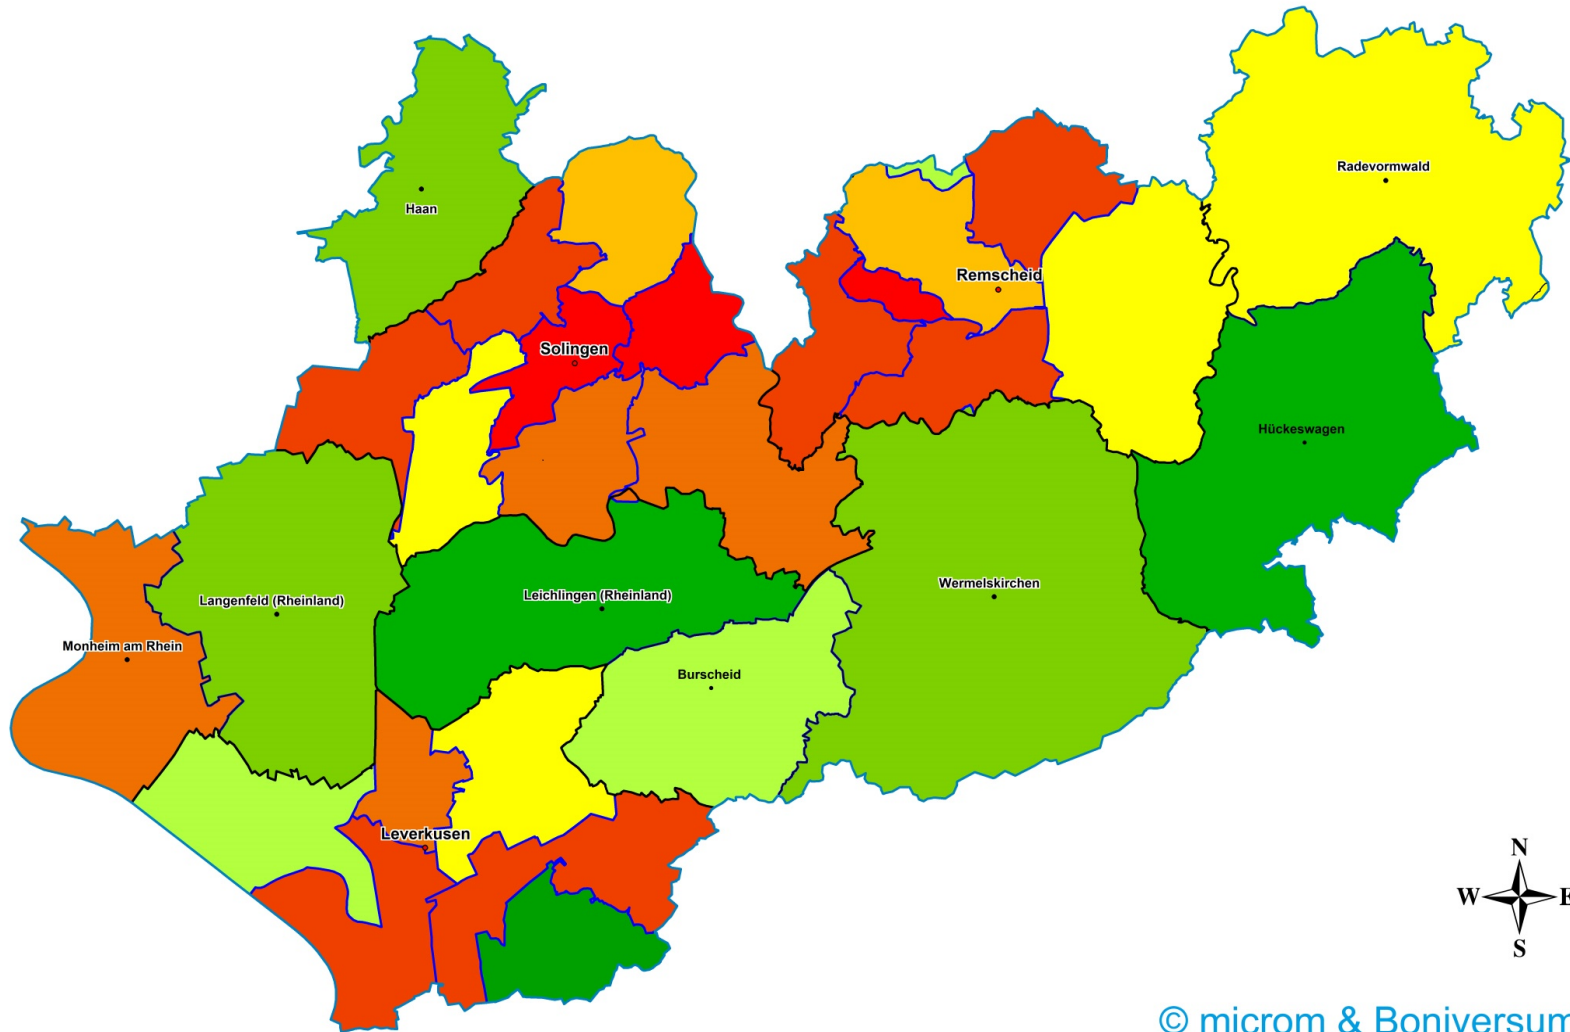 Radevormwald
Haan
Remscheid
Solingen
Hückeswagen
Wermelskirchen
Leichlingen (Rheinland)
Langenfeld (Rheinland)
Monheim am Rhein
Burscheid
Leverkusen
N
W E
S
© microm & Boniversum